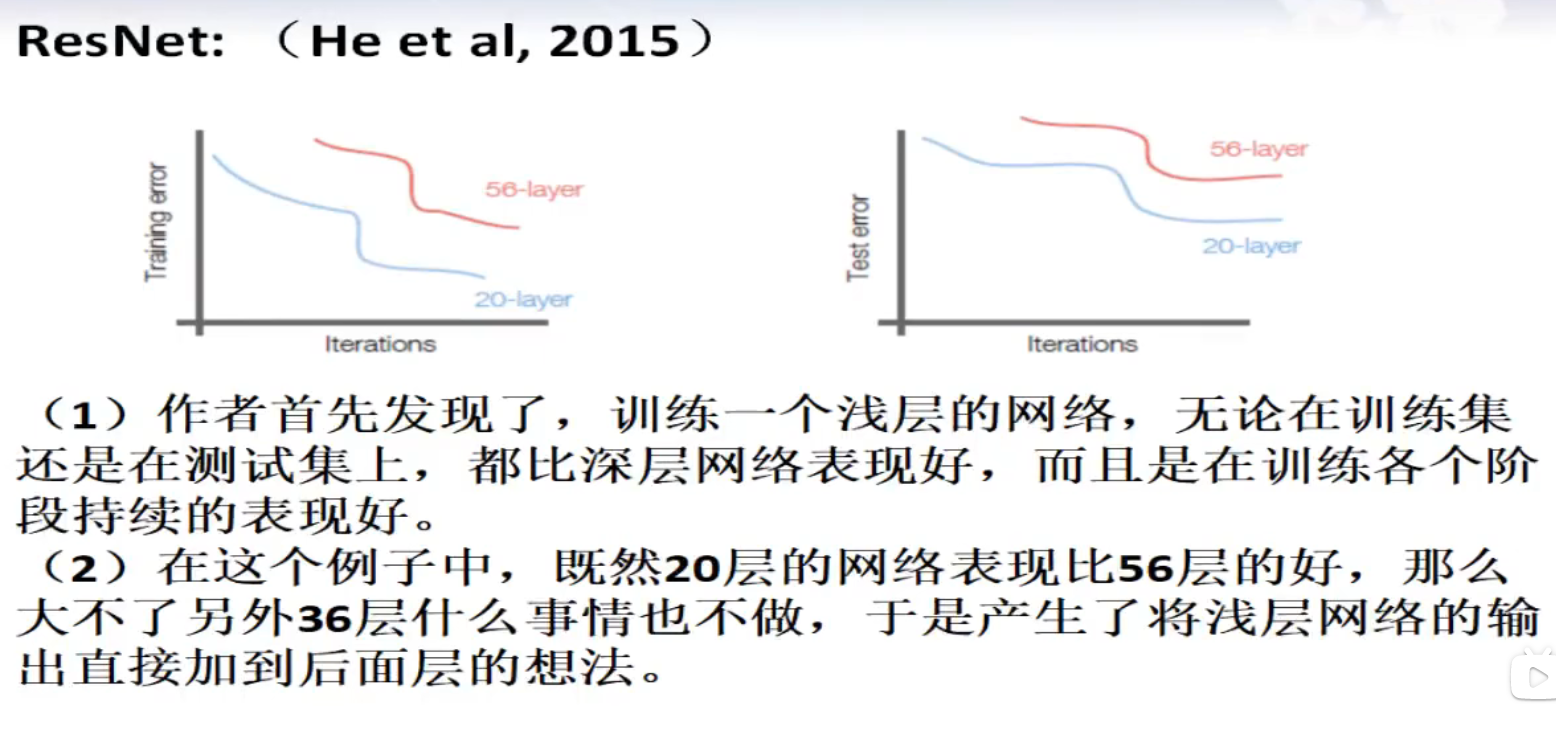 ResNet: （He et al, 2015）
Training error
56-layer
20-layer
Iterations
Test error
56-layer
20-layer
Iterations
（1）作者首先发现了，训练一个浅层的网络，无论在训练集
还是在测试集上，都比深层网络表现好，而且是在训练各个阶
段持续的表现好。
（2）在这个例子中，既然20层的网络表现比56层的好，那么
大不了另外36层什么事情也不做，于是产生了将浅层网络的输
出直接加到后面层的想法。